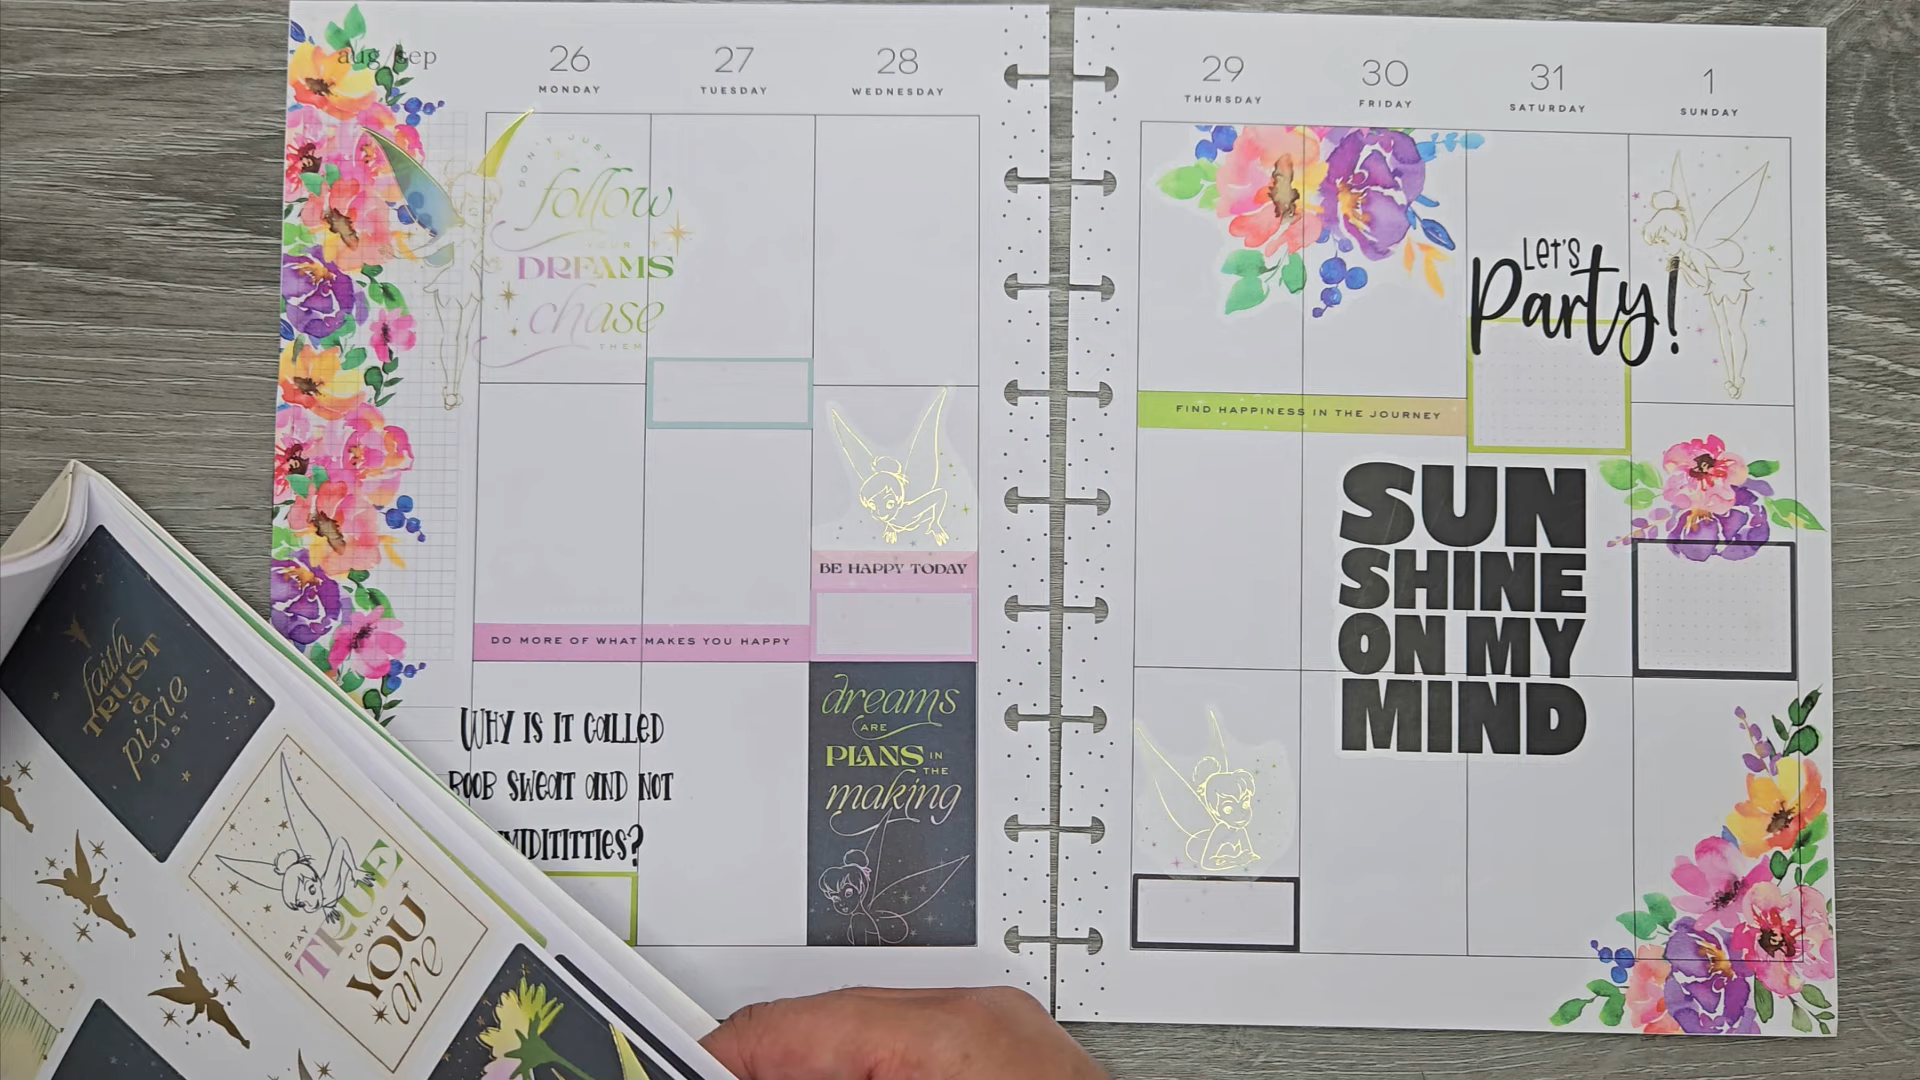 aug/sep
26
MONDAY
27
TUESDAY
28
WEDNESDAY
29
THURSDAY
30
FRIDAY
31
SATURDAY
1
SUNDAY
DON'T JUST
follow
YOUR
DREAMS
chase
THEM
BE HAPPY TODAY
DO MORE OF WHAT MAKES YOU HAPPY
WHY IS IT CALLED
BOOB SWEAT AND NOT
HUMIDITITTIES?
dreams
ARE
PLANS IN
THE
making
LET'S
Party!
FIND HAPPINESS IN THE JOURNEY
SUN
SHINE
ON MY
MIND
faith
TRUST
a
pixie
DUST
STAY
TRUE
TO WHO
YOU
are